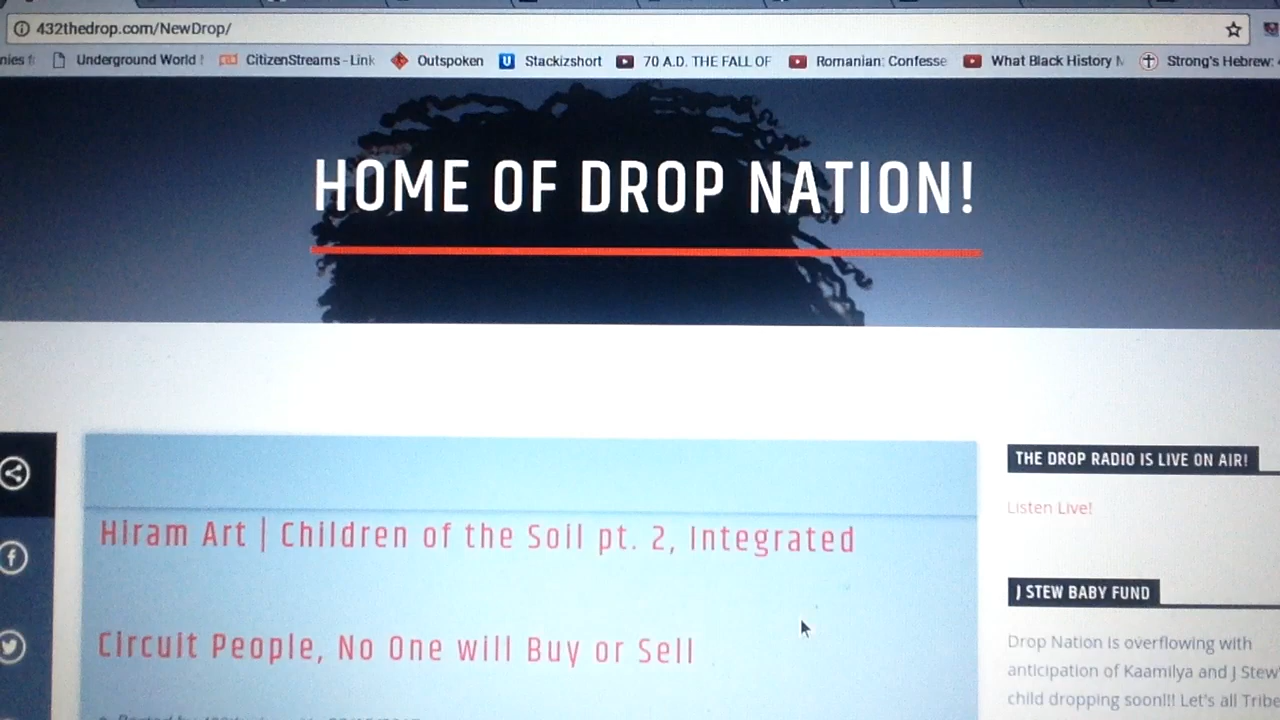 432thedrop.com/NewDrop/
Underground World ! CitizenStreams - Link Outspoken Stackizshort 70 A.D. THE FALL OF Romanian: Confesse What Black History Strong's Hebrew:
HOME OF DROP NATION!
THE DROP RADIO IS LIVE ON AIR!
Listen Live!
Hiram Art | Children of the Soil pt. 2, Integrated
Circuit People, No One will Buy or Sell
J STEW BABY FUND
Drop Nation is overflowing with
anticipation of Kaamilya and J Stew'
child dropping soon!!! Let's all Tribe